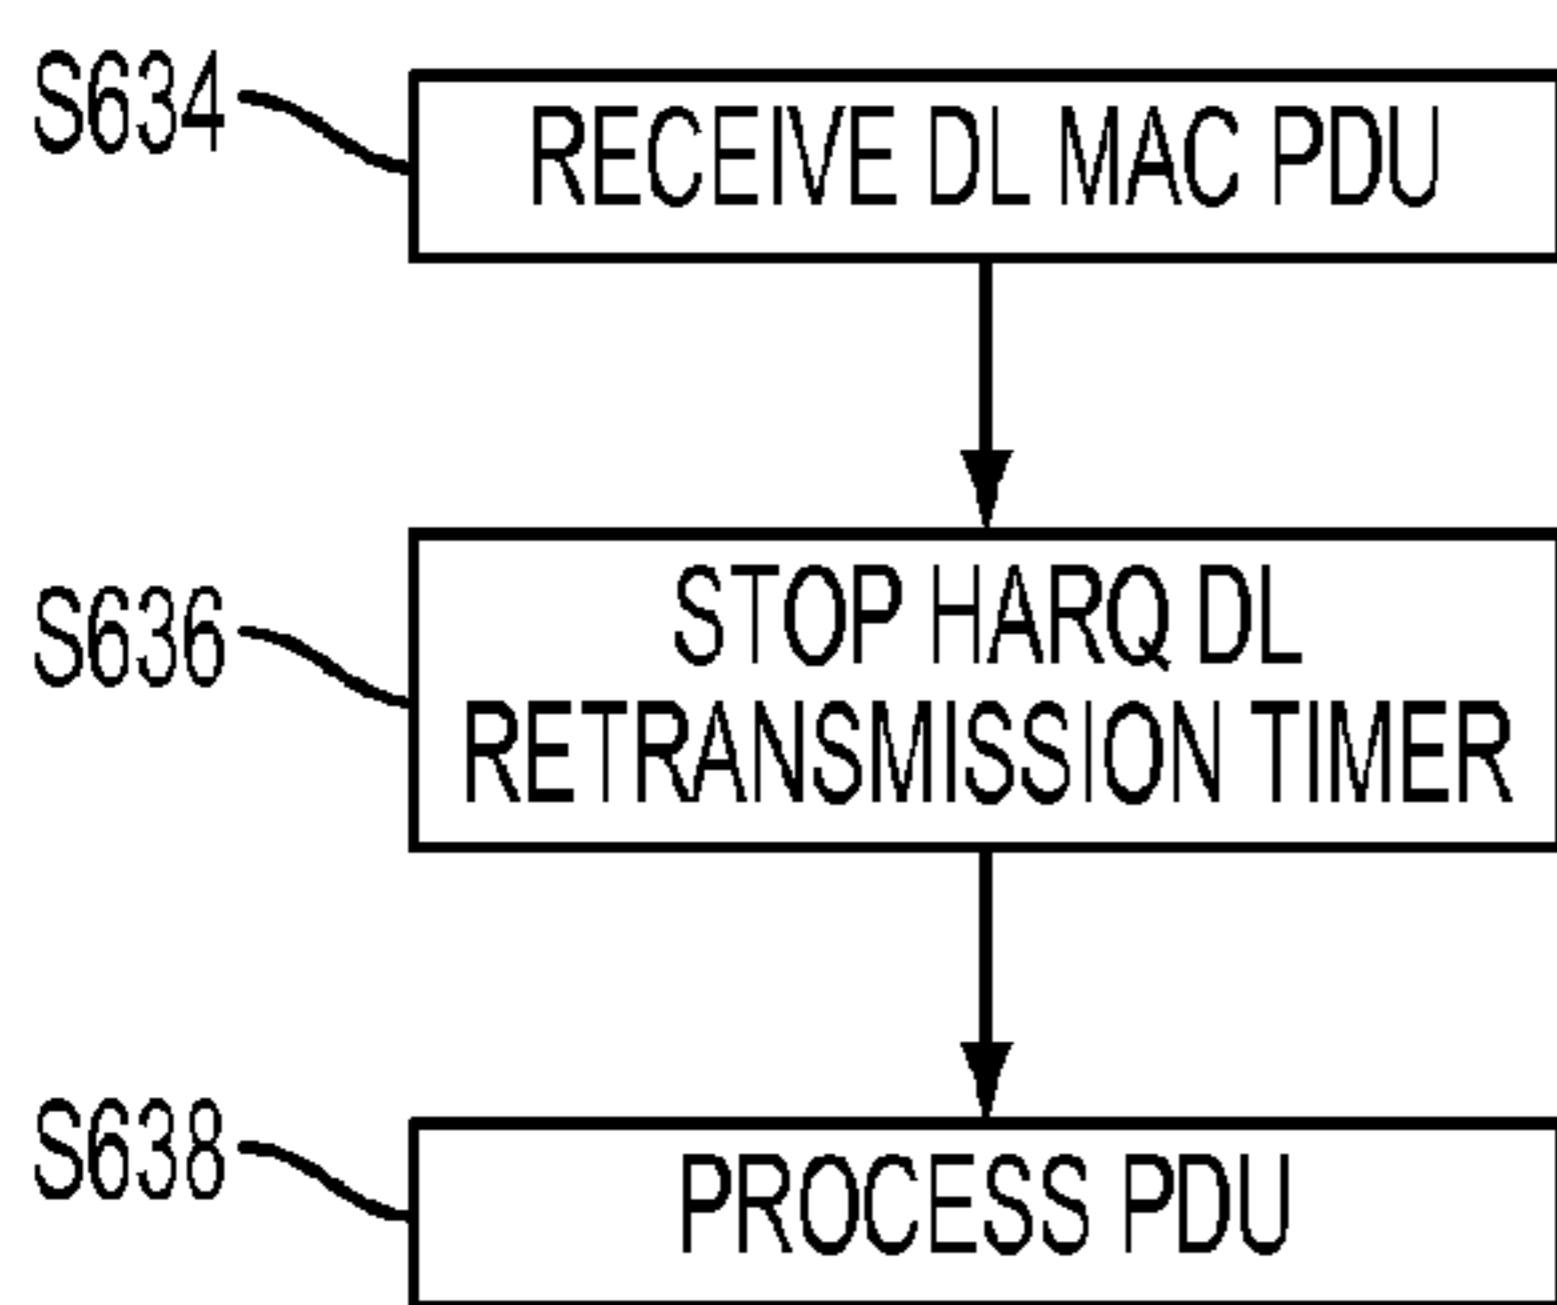 S634
RECEIVE DL MAC PDU
S636
STOP HARQ DL
RETRANSMISSION TIMER
S638
PROCESS PDU